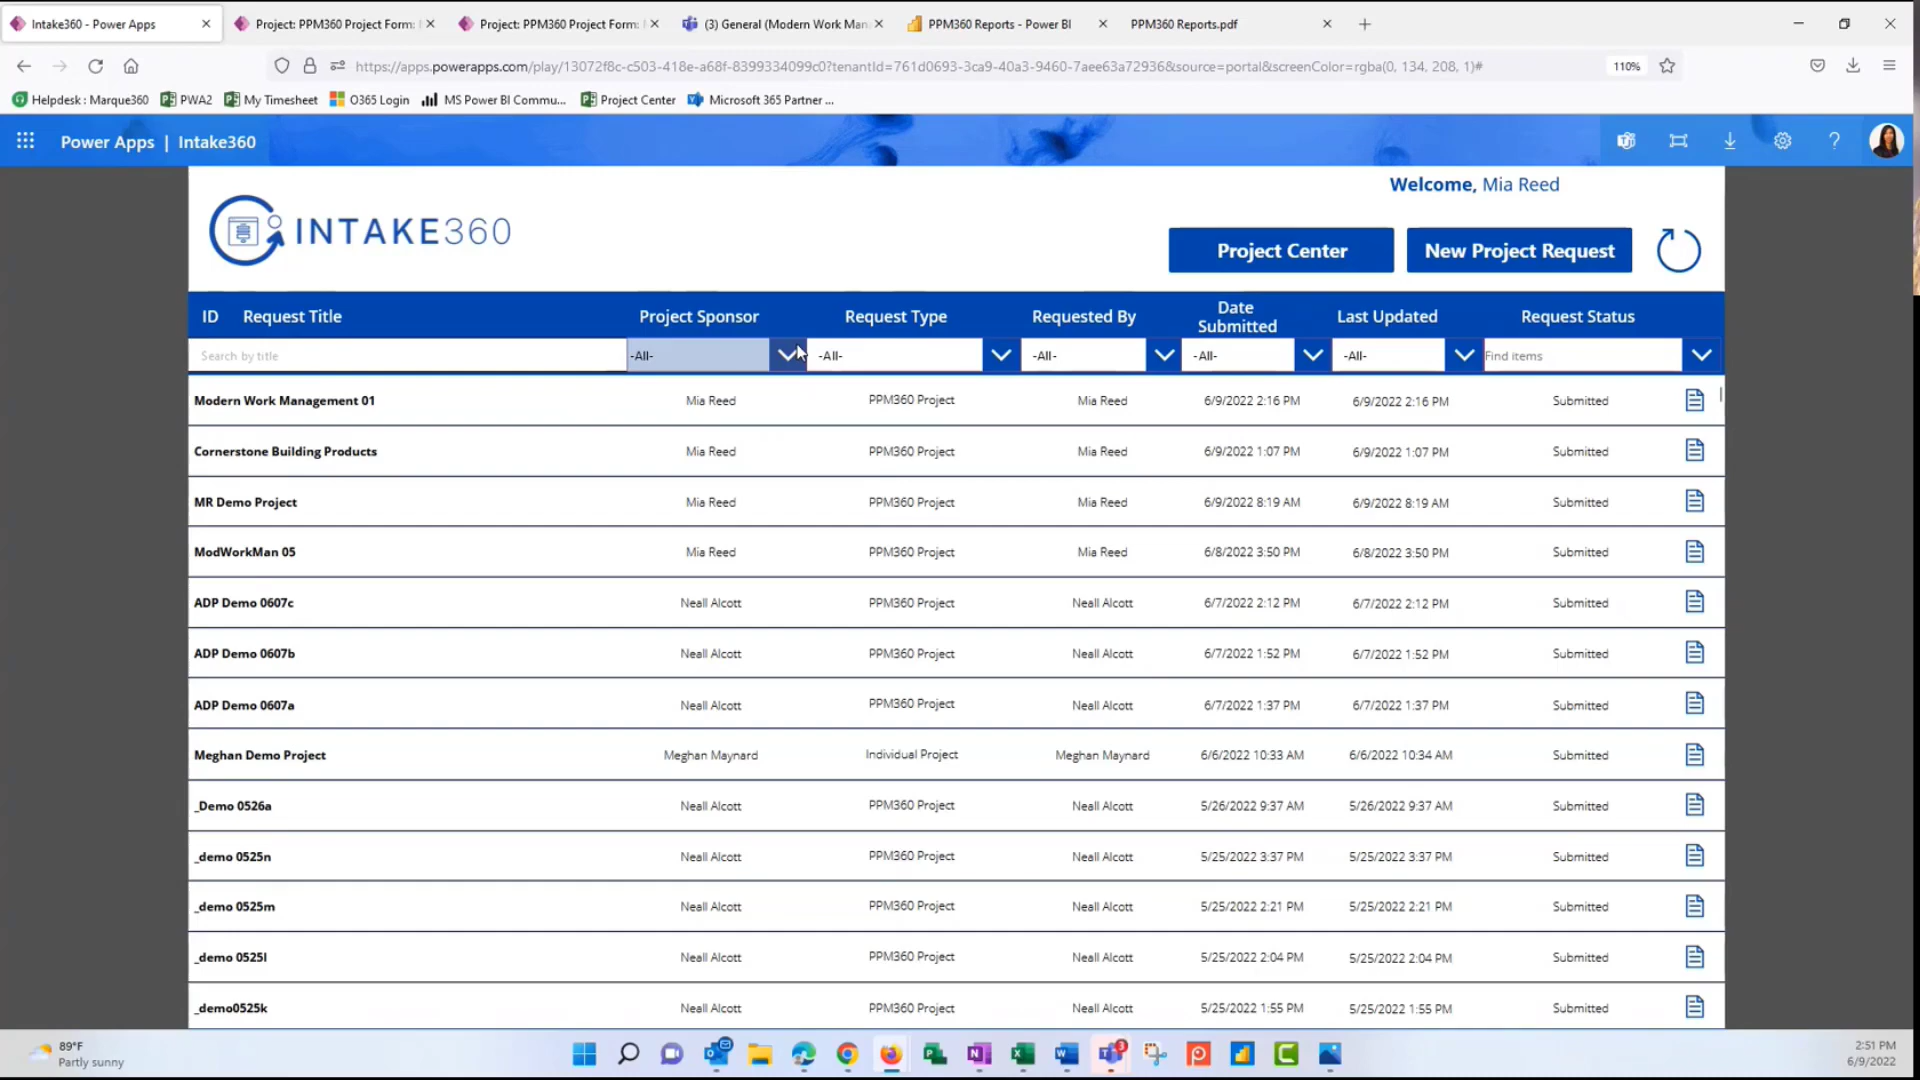 Intake360 - Power Apps
Project: PPM360 Project Form:
Project: PPM360 Project Form:
(3) General (Modern Work Man
PPM360 Reports - Power BI
PPM360 Reports.pdf
https://apps.powerapps.com/play/13072f8c-c503-418e-a68f-8399334099c0?tenantId=761d0693-3ca9-40a3-9460-7aee63a72936&source=portal&screenColor=rgba(0, 134, 208, 1)#
110%
Helpdesk : Marque360
PWA2
My Timesheet
O365 Login
MS Power BI Commu...
Project Center
Microsoft 365 Partner ...
Power Apps | Intake360
Welcome, Mia Reed
INTAKE360
Project Center
New Project Request
ID Request Title Project Sponsor Request Type Requested By Date Submitted Last Updated Request Status
Search by title -All- -All- -All- -All- -All- Find items
Modern Work Management 01 Mia Reed PPM360 Project Mia Reed 6/9/2022 2:16 PM 6/9/2022 2:16 PM Submitted
Cornerstone Building Products Mia Reed PPM360 Project Mia Reed 6/9/2022 1:07 PM 6/9/2022 1:07 PM Submitted
MR Demo Project Mia Reed PPM360 Project Mia Reed 6/9/2022 8:19 AM 6/9/2022 8:19 AM Submitted
ModWorkMan 05 Mia Reed PPM360 Project Mia Reed 6/8/2022 3:50 PM 6/8/2022 3:50 PM Submitted
ADP Demo 0607c Neall Alcott PPM360 Project Neall Alcott 6/7/2022 2:12 PM 6/7/2022 2:12 PM Submitted
ADP Demo 0607b Neall Alcott PPM360 Project Neall Alcott 6/7/2022 1:52 PM 6/7/2022 1:52 PM Submitted
ADP Demo 0607a Neall Alcott PPM360 Project Neall Alcott 6/7/2022 1:37 PM 6/7/2022 1:37 PM Submitted
Meghan Demo Project Meghan Maynard Individual Project Meghan Maynard 6/6/2022 10:33 AM 6/6/2022 10:34 AM Submitted
_Demo 0526a Neall Alcott PPM360 Project Neall Alcott 5/26/2022 9:37 AM 5/26/2022 9:37 AM Submitted
_demo 0525n Neall Alcott PPM360 Project Neall Alcott 5/25/2022 3:37 PM 5/25/2022 3:37 PM Submitted
_demo 0525m Neall Alcott PPM360 Project Neall Alcott 5/25/2022 2:21 PM 5/25/2022 2:21 PM Submitted
_demo 0525l Neall Alcott PPM360 Project Neall Alcott 5/25/2022 2:04 PM 5/25/2022 2:04 PM Submitted
_demo0525k Neall Alcott PPM360 Project Neall Alcott 5/25/2022 1:55 PM 5/25/2022 1:55 PM Submitted
89°F
Partly sunny
2:51 PM
6/9/2022